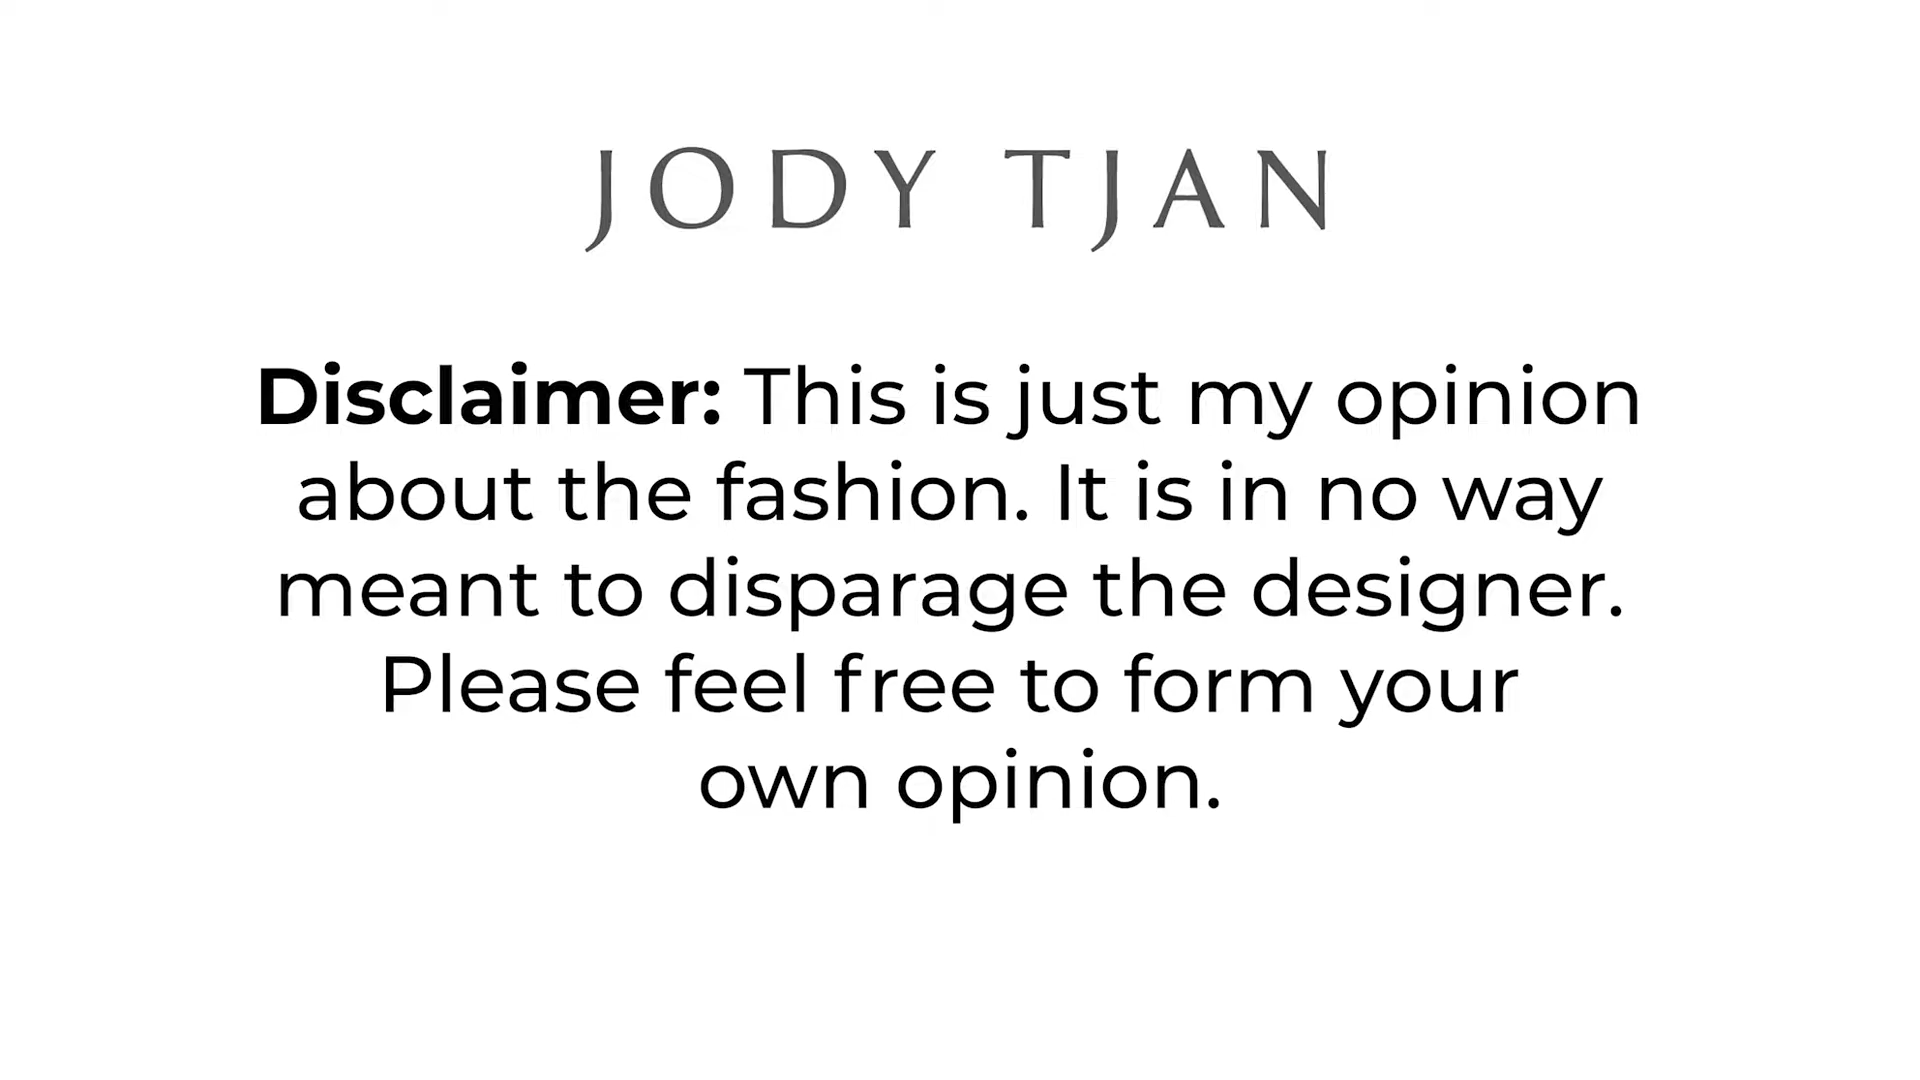 JODY TJAN
Disclaimer: This is just my opinion
about the fashion. It is in no way
meant to disparage the designer.
Please feel free to form your
own opinion.